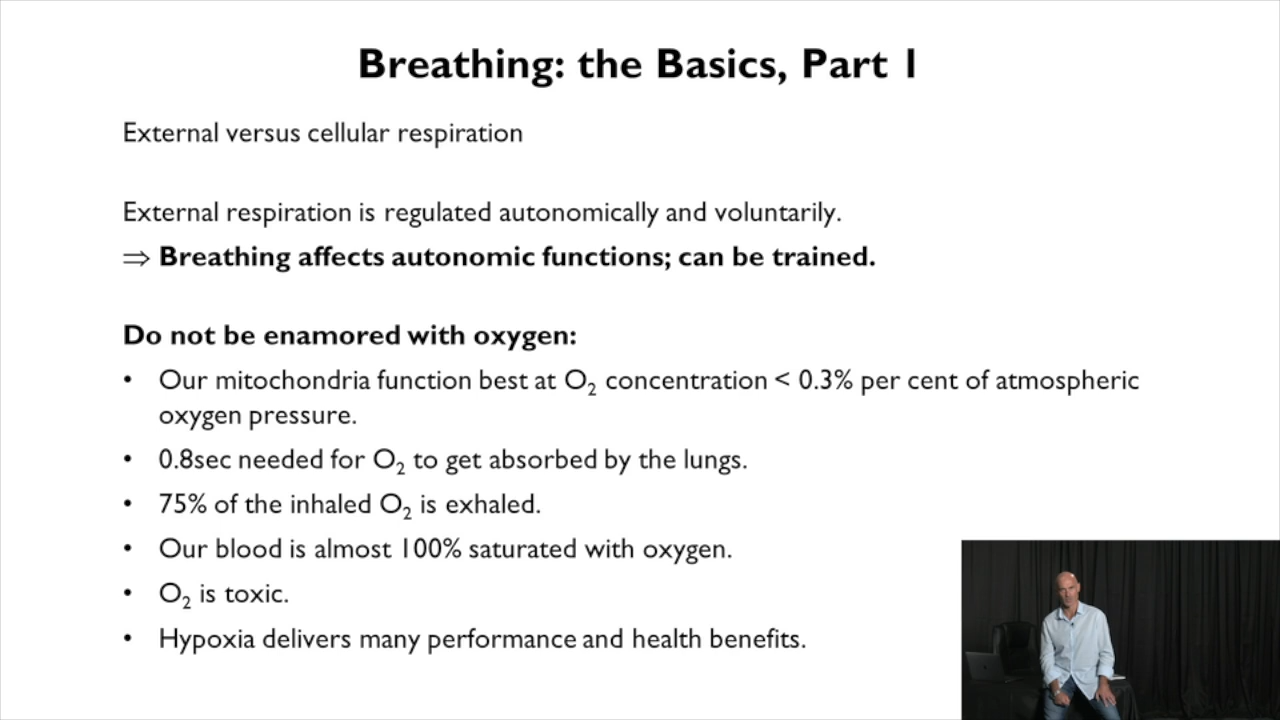 Breathing: the Basics, Part 1
External versus cellular respiration
External respiration is regulated autonomically and voluntarily.
⇒ Breathing affects autonomic functions; can be trained.
Do not be enamored with oxygen:
• Our mitochondria function best at O₂ concentration < 0.3% per cent of atmospheric
oxygen pressure.
• 0.8sec needed for O₂ to get absorbed by the lungs.
• 75% of the inhaled O₂ is exhaled.
• Our blood is almost 100% saturated with oxygen.
• O₂ is toxic.
• Hypoxia delivers many performance and health benefits.